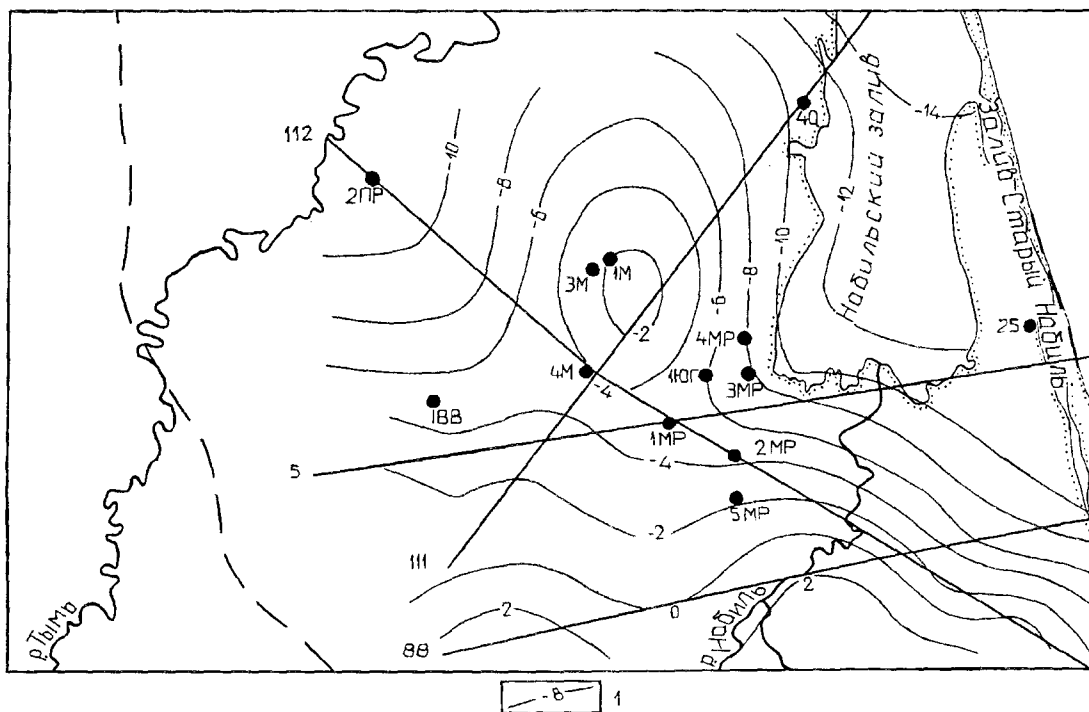 112
2ПР
-10
-8
-6
40
-14
Набильский залив
Залив Старый Набиль
-12
-10
3М
1М
-2
-6
-8
4МР
25
4М
-4
1ЮГ
3МР
1ВВ
1МР
2МР
5
-4
5МР
-2
111
р. Тымь
2
0
р. Набиль
2
88
-8
1